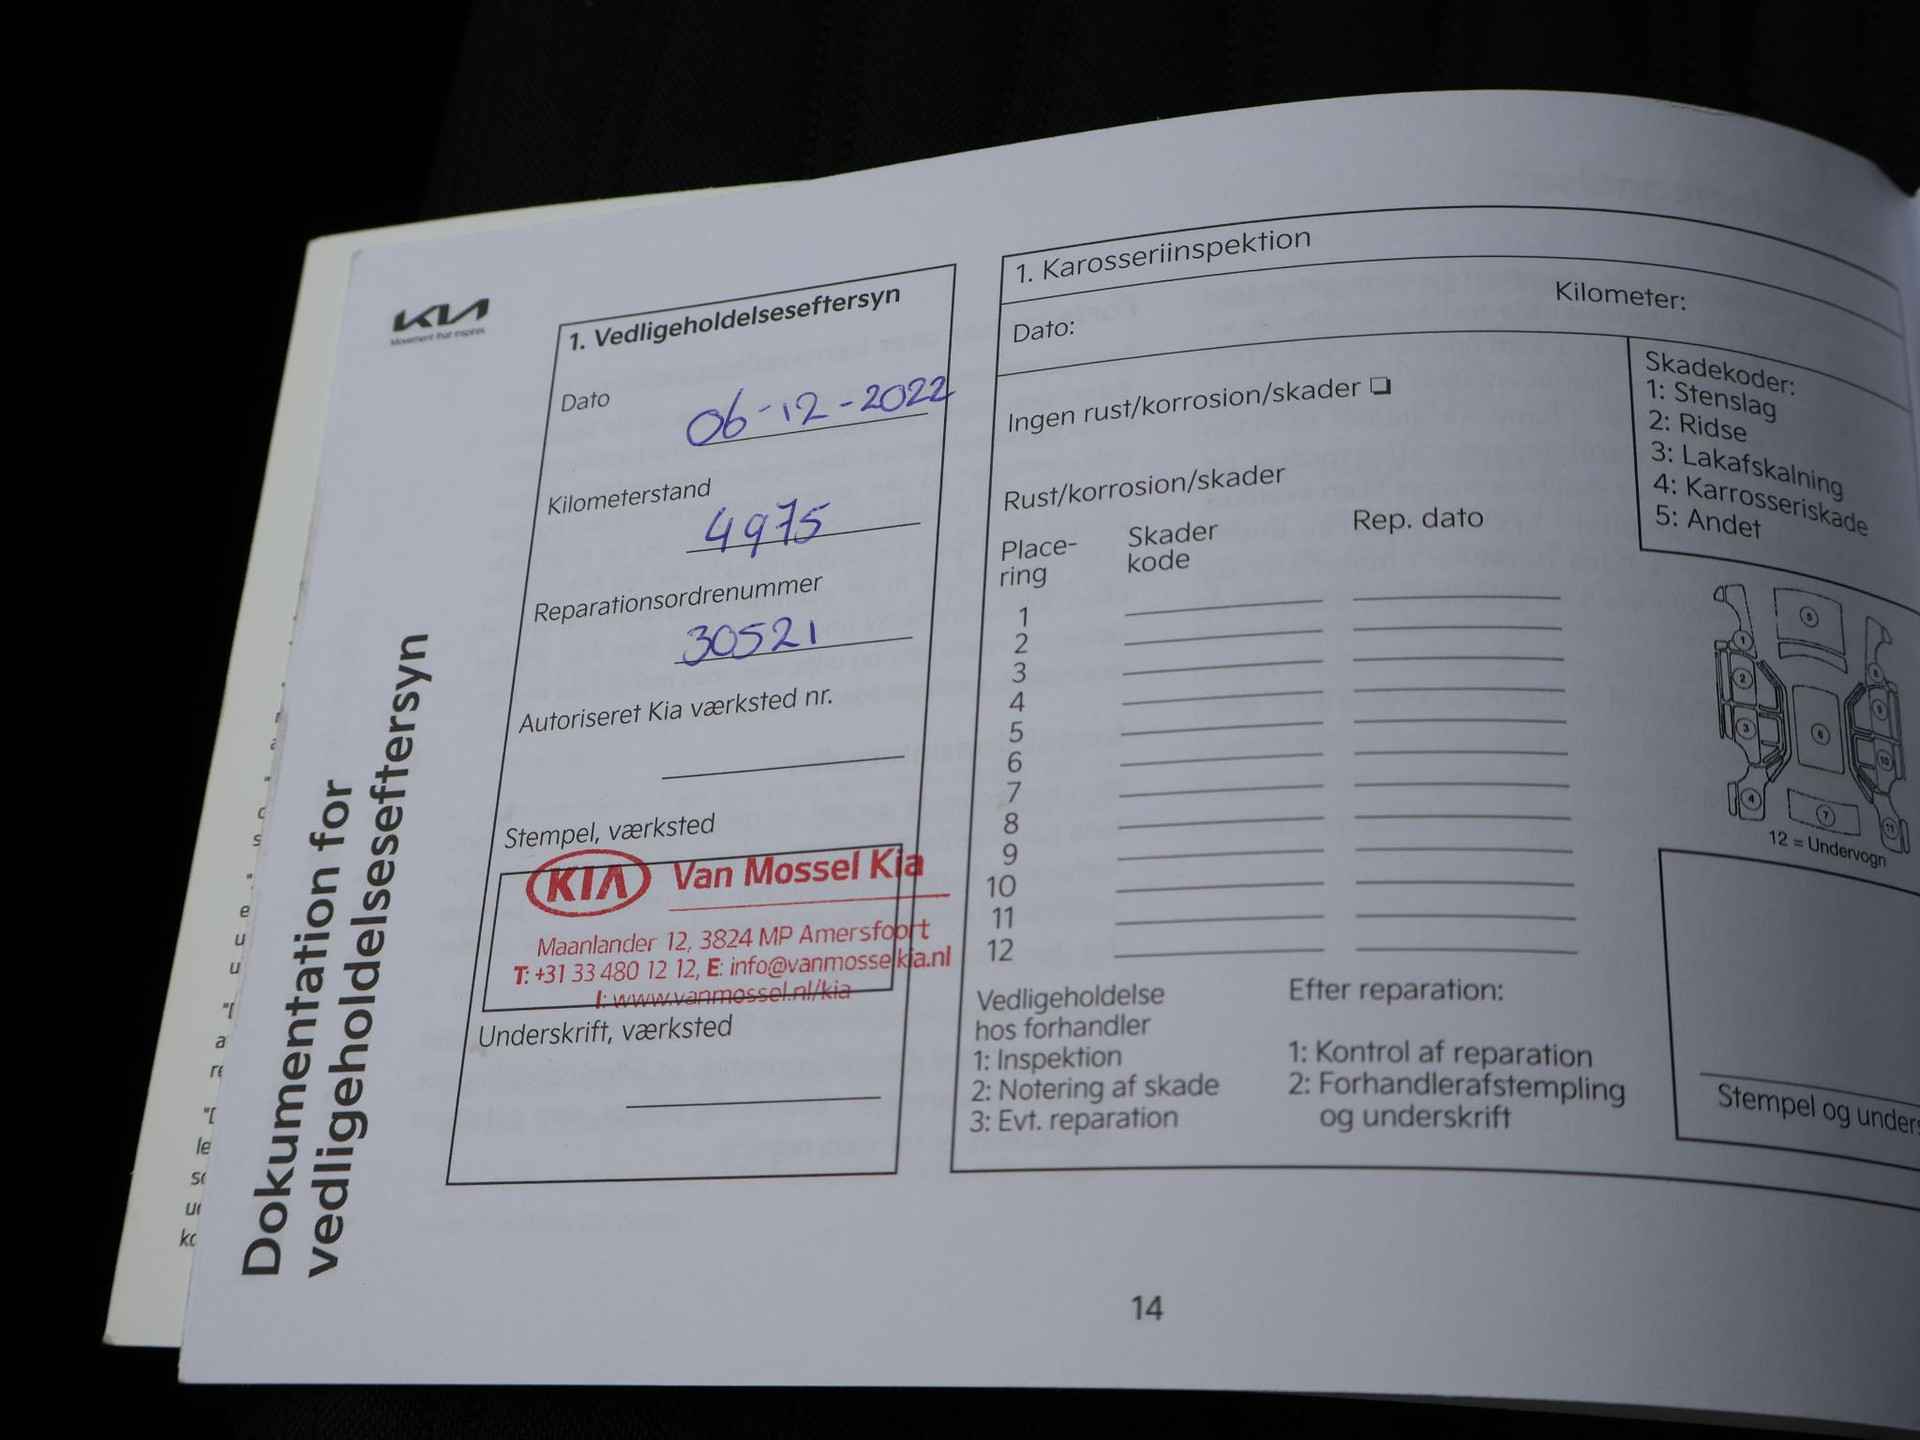 KIA
Movement that inspires
Dokumentation for
vedligeholdelseseftersyn
1. Vedligeholdelseseftersyn
Dato
06-12-2022
Kilometerstand
4975
Reparationsordrenummer
30521
Autoriseret Kia værksted nr.
Stempel, værksted
KIA Van Mossel Kia
Maanlander 12, 3824 MP Amersfoort
T: +31 33 480 12 12, E: info@vanmosselkia.nl
I: www.vanmossel.nl/kia
Underskrift, værksted
1. Karosseriinspektion
Dato:
Kilometer:
Ingen rust/korrosion/skader ❏
Rust/korrosion/skader
Place-
ring
Skader
kode
Rep. dato
1
2
3
4
5
6
7
8
9
10
11
12
Skadekoder:
1: Stenslag
2: Ridse
3: Lakafskalning
4: Karrosseriskade
5: Andet
12 = Undervogn
Vedligeholdelse
hos forhandler
1: Inspektion
2: Notering af skade
3: Evt. reparation
Efter reparation:
1: Kontrol af reparation
2: Forhandlerafstempling
og underskrift
Stempel og unders
14